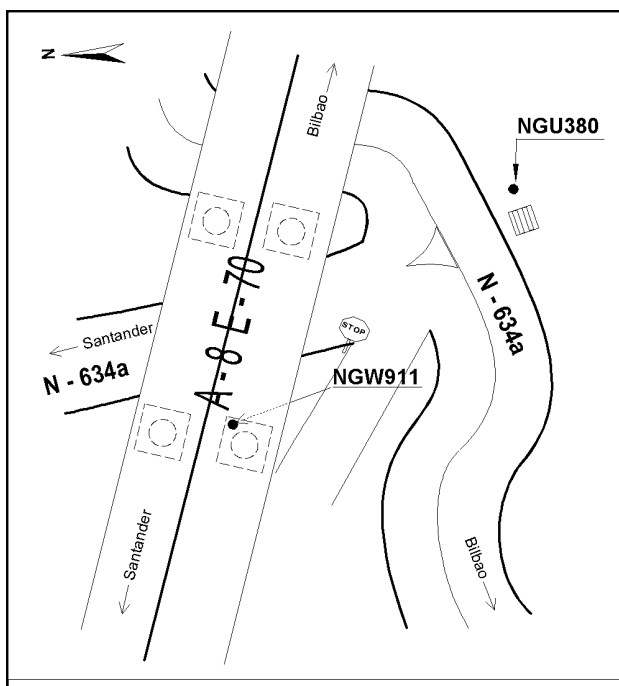 N
Bilbao
NGU380
A-8 E-70
N - 634a
STOP
Santander
N - 634a
NGW911
Santander
Bilbao